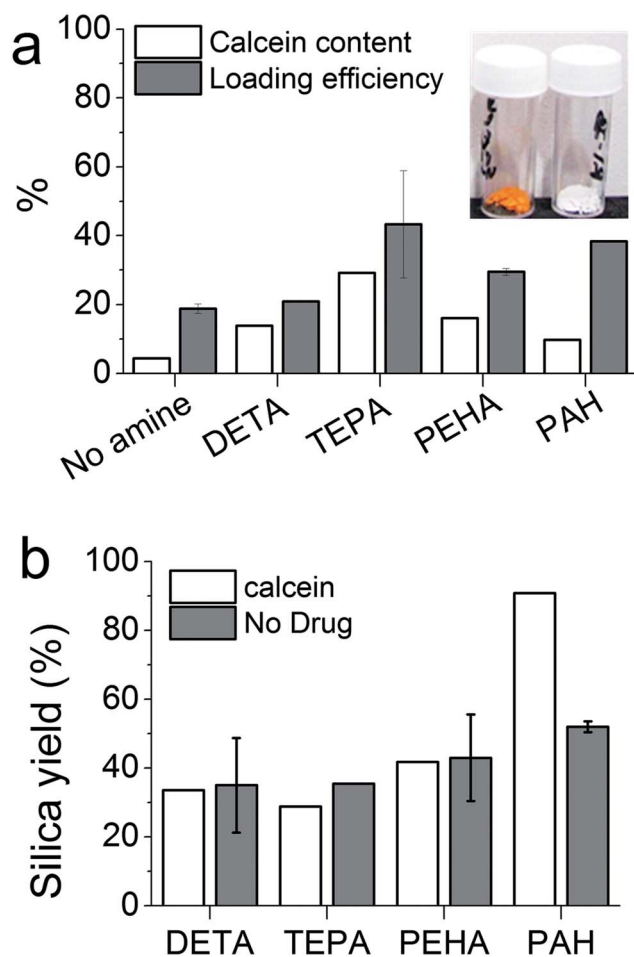 a
Calcein content
Loading efficiency
%
100
80
60
40
20
0
No amine
DETA
TEPA
PEHA
PAH
b
calcein
No Drug
Silica yield (%)
100
80
60
40
20
0
DETA
TEPA
PEHA
PAH